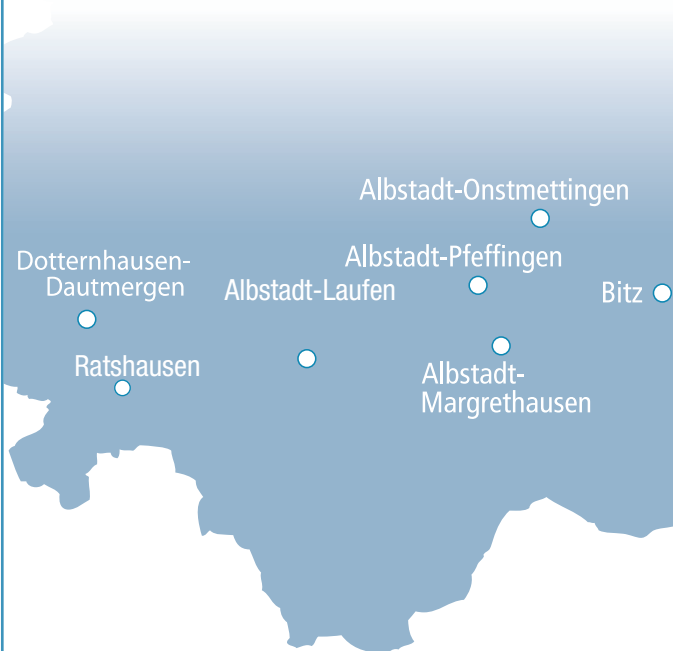 Albstadt-Onstmettingen
Albstadt-Pfeffingen
Dotternhausen-
Dautmergen
Albstadt-Laufen
Bitz
Ratshausen
Albstadt-
Margrethausen